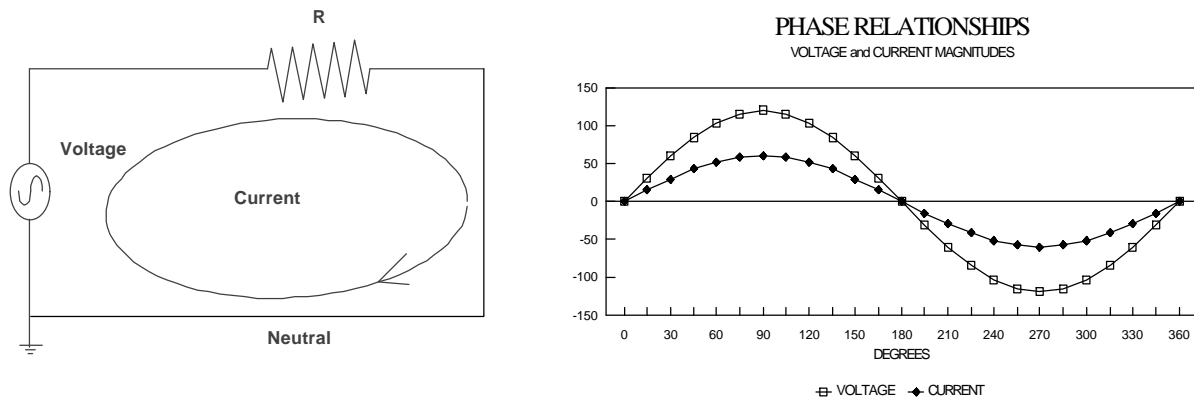 R
Voltage
Current
Neutral
PHASE RELATIONSHIPS
VOLTAGE and CURRENT MAGNITUDES
150
100
50
0
-50
-100
-150
0 30 60 90 120 150 180 210 240 270 300 330 360
DEGREES
VOLTAGE CURRENT